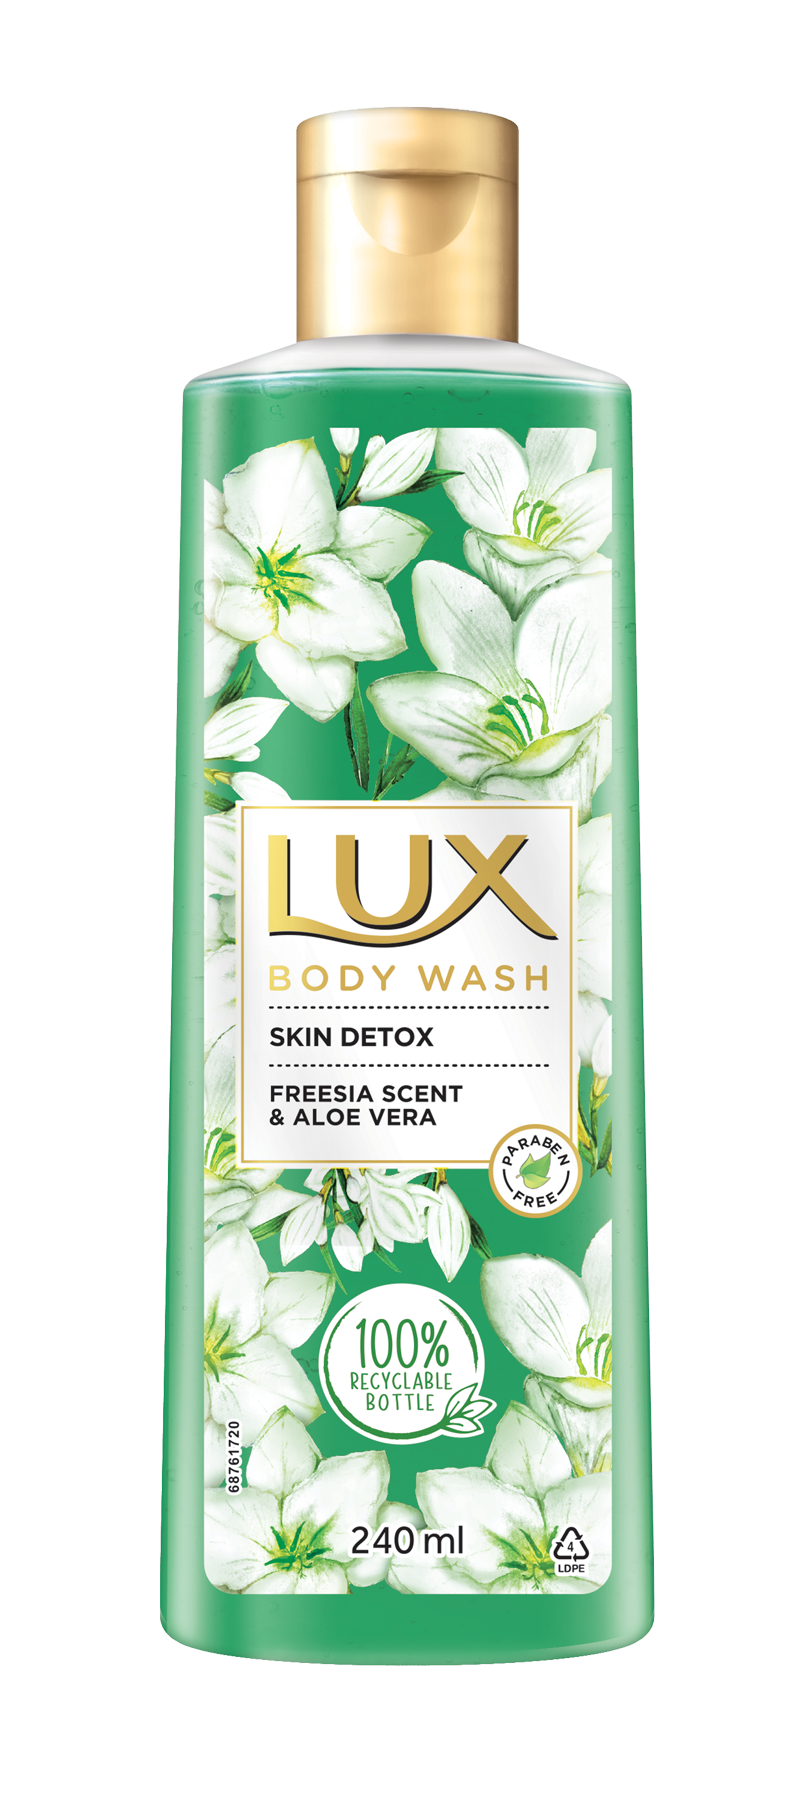 LUX
BODY WASH
SKIN DETOX
FREESIA SCENT
& ALOE VERA
PARABEN
FREE
100%
RECYCLABLE
BOTTLE
68761720
240 ml
4
LDPE